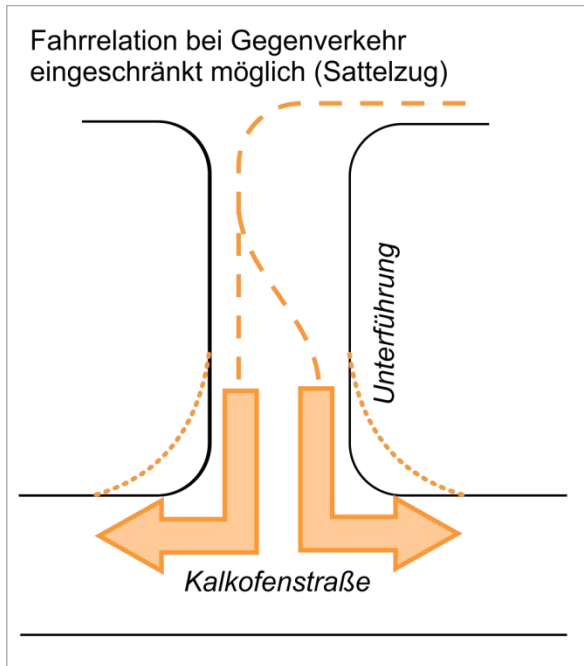 Fahrrelation bei Gegenverkehr
eingeschränkt möglich (Sattelzug)
Unterführung
Kalkofenstraße